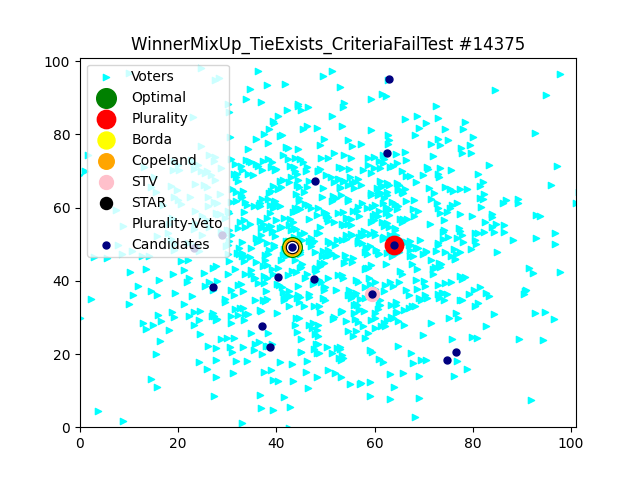 WinnerMixUp_TieExists_CriteriaFailTest #14375
Voters
Optimal
Plurality
Borda
Copeland
STV
STAR
Plurality-Veto
Candidates
100
80
60
40
20
0
0 20 40 60 80 100